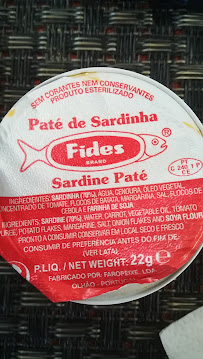 SEM CORANTES NEM CONSERVANTES
PRODUTO ESTERILIZADO
Paté de Sardinha
Fides ®
BRAND
PT
C 292 1 P
CE
Sardine Paté
INGREDIENTES: SARDINHA (70%), ÁGUA, CENOURA, ÓLEO VEGETAL,
CONCENTRADO DE TOMATE, FLOCOS DE BATATA, MARGARINA, SAL, FLOCOS DE
CEBOLA E FARINHA DE SOJA.
INGREDIENTS: SARDINE (70%), WATER, CARROT, VEGETABLE OIL, TOMATO
PUREE, POTATO FLAKES, MARGARINE, SALT, ONION FLAKES AND SOYA FLOUR
PRONTO A CONSUMIR CONSERVAR EM LOCAL SECO E FRESCO
CONSUMIR DE PREFERÊNCIA ANTES DO FIM DE:
(VER LATA)
P.LIQ. / NET WEIGHT: 22g e
FABRICADO POR: FAROPEIXE, LDA.
OLHÃO - PORTUGAL